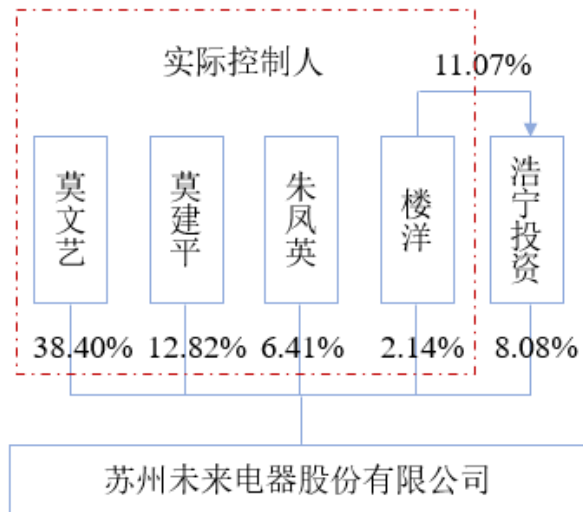 实际控制人
11.07%
莫文艺
莫建平
朱凤英
楼洋
浩宁投资
38.40%
12.82%
6.41%
2.14%
8.08%
苏州未来电器股份有限公司